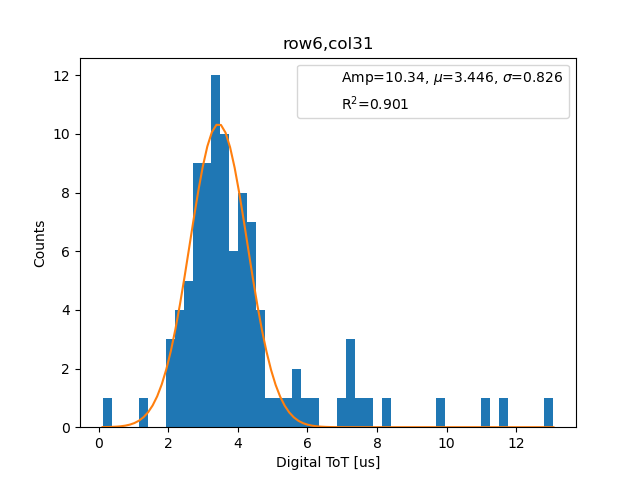 row6,col31
Amp=10.34, μ=3.446, σ=0.826
R²=0.901
12
10
8
6
4
2
0
Counts
0 2 4 6 8 10 12
Digital ToT [us]